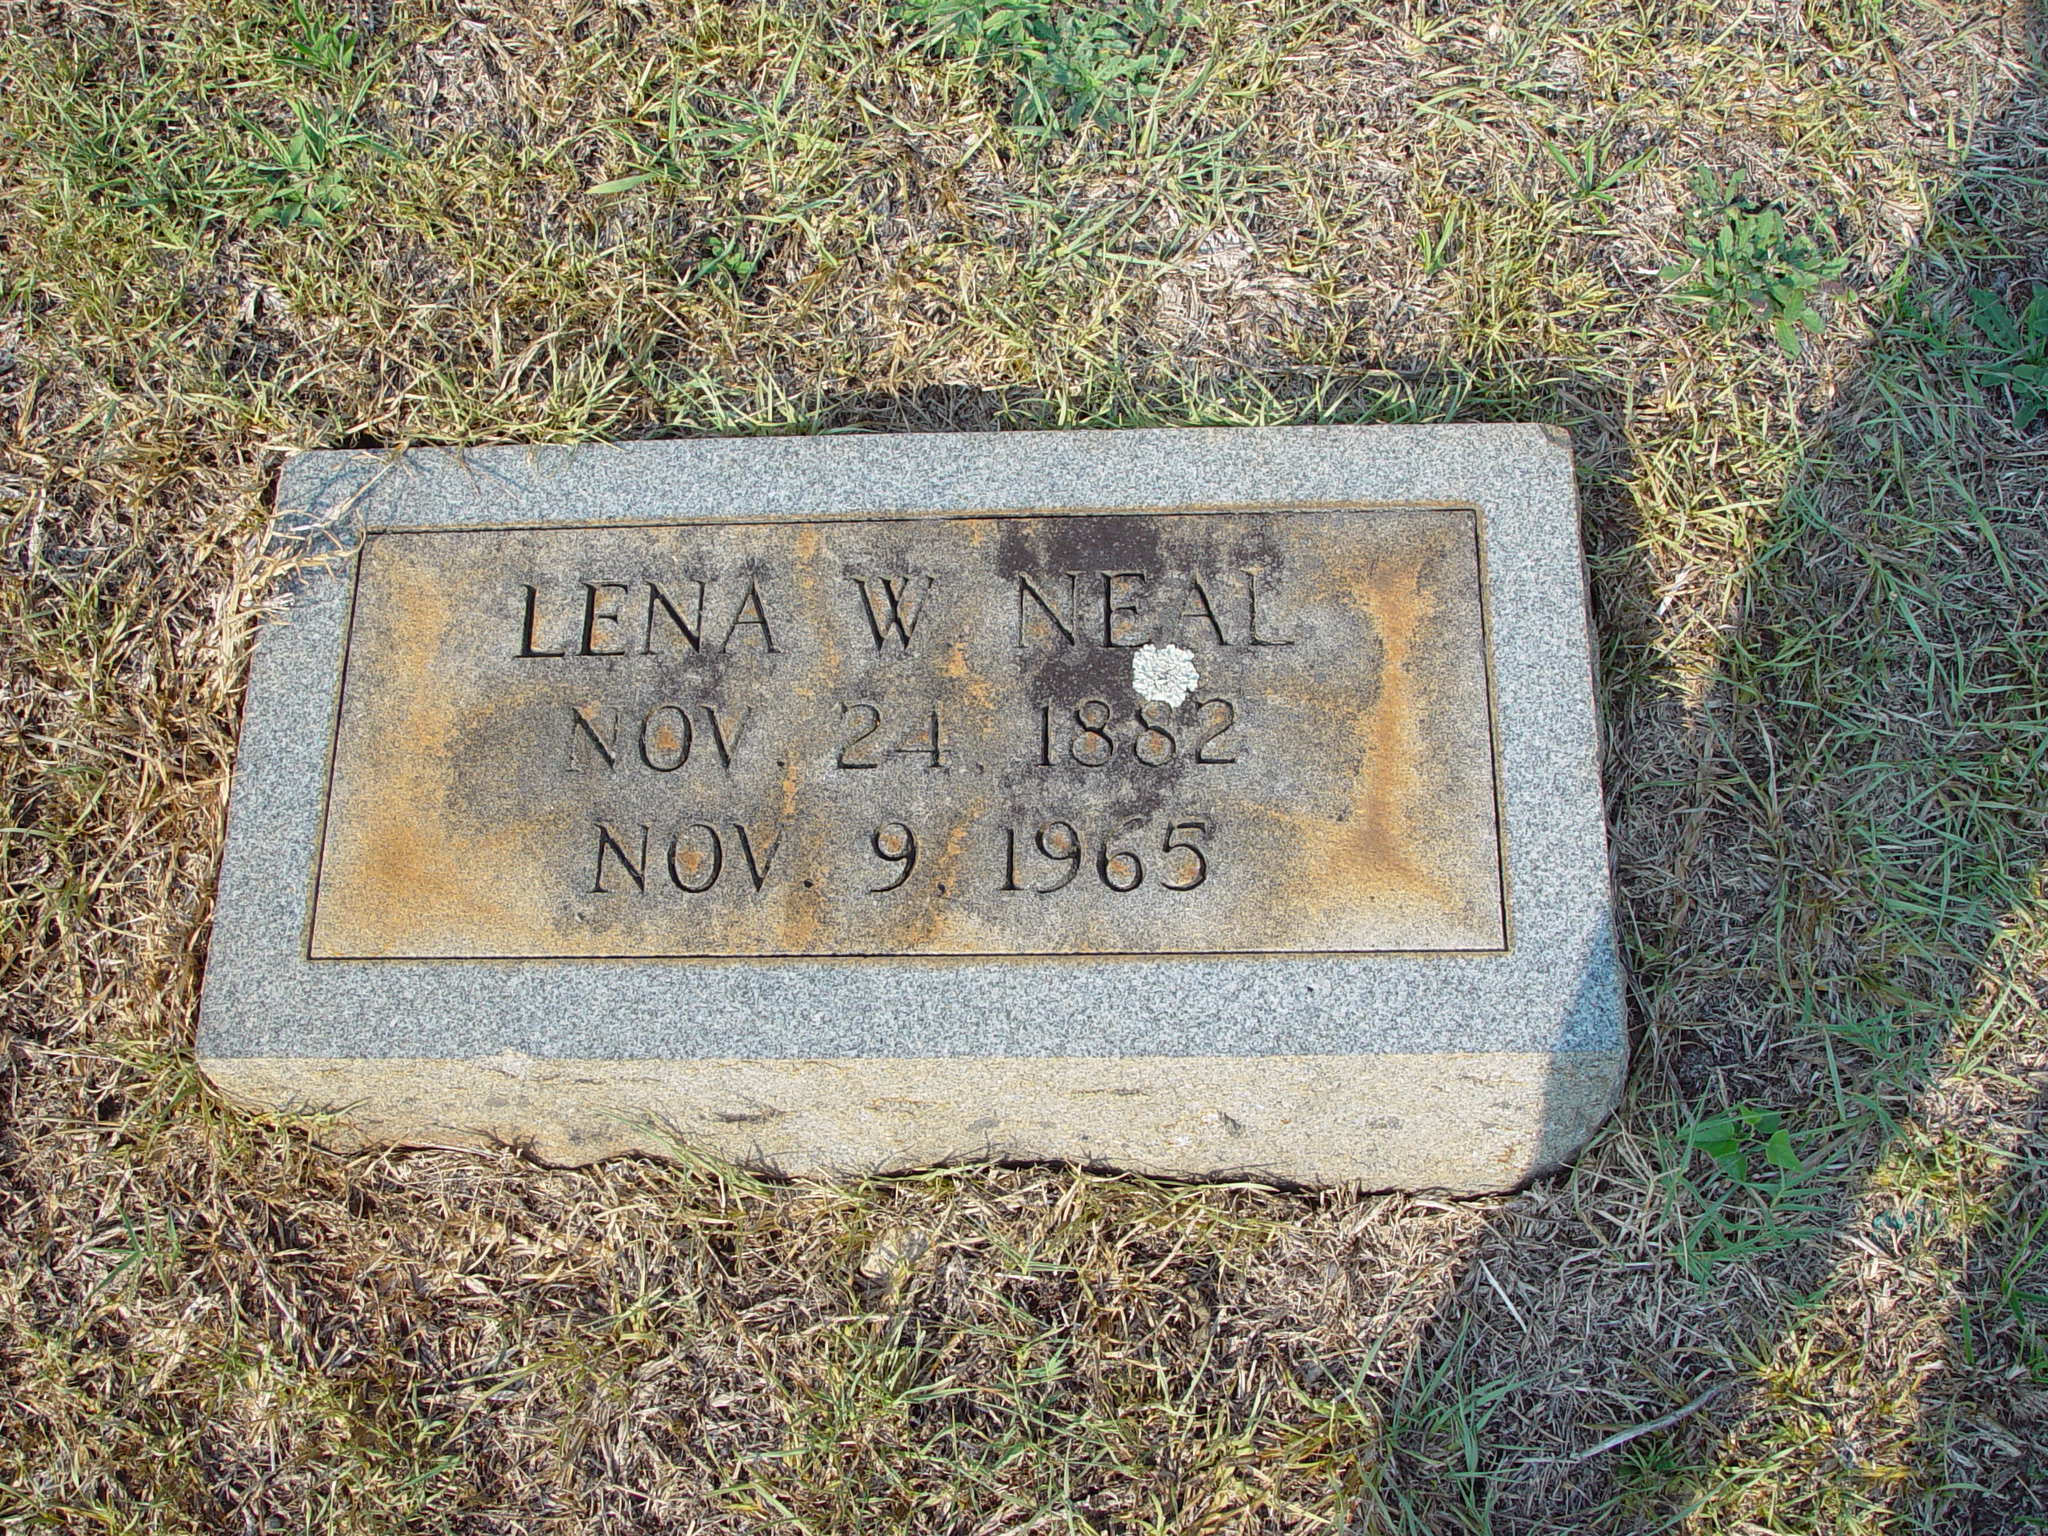 LENA W NEAL
NOV. 24, 1882
NOV. 9, 1965